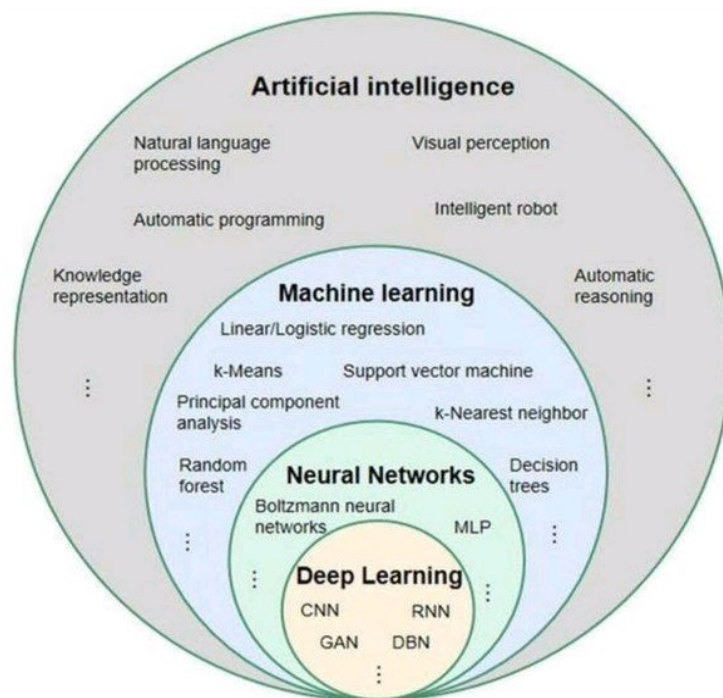 Artificial intelligence
Natural language
processing
Visual perception
Automatic programming
Intelligent robot
Knowledge
representation
Automatic
reasoning
Machine learning
Linear/Logistic regression
k-Means
Support vector machine
Principal component
analysis
k-Nearest neighbor
Random
forest
Decision
trees
Neural Networks
Boltzmann neural
networks
MLP
Deep Learning
CNN
RNN
GAN
DBN